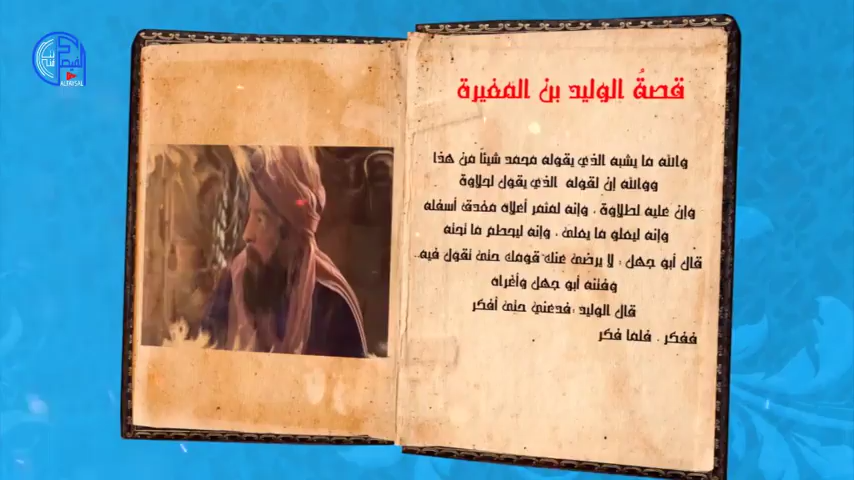 ALFAISAL
قصةُ الوليد بن المغيرة
والله ما يشبه الذي يقوله محمد شيئاً من هذا
ووالله إن لقوله الذي يقول لحلاوة
وإن عليه لطلاوة ، وإنه لمثمر أعلاه مغدق أسفله
وإنه ليعلو ما يعلى ، وإنه ليحطم ما تحته
قال أبو جهل : لا يرضى عنك قومك حتى تقول فيه..
وفتنه أبو جهل وأغراه
قال الوليد :فدعني حتى أفكر
ففكر ، فلما فكر